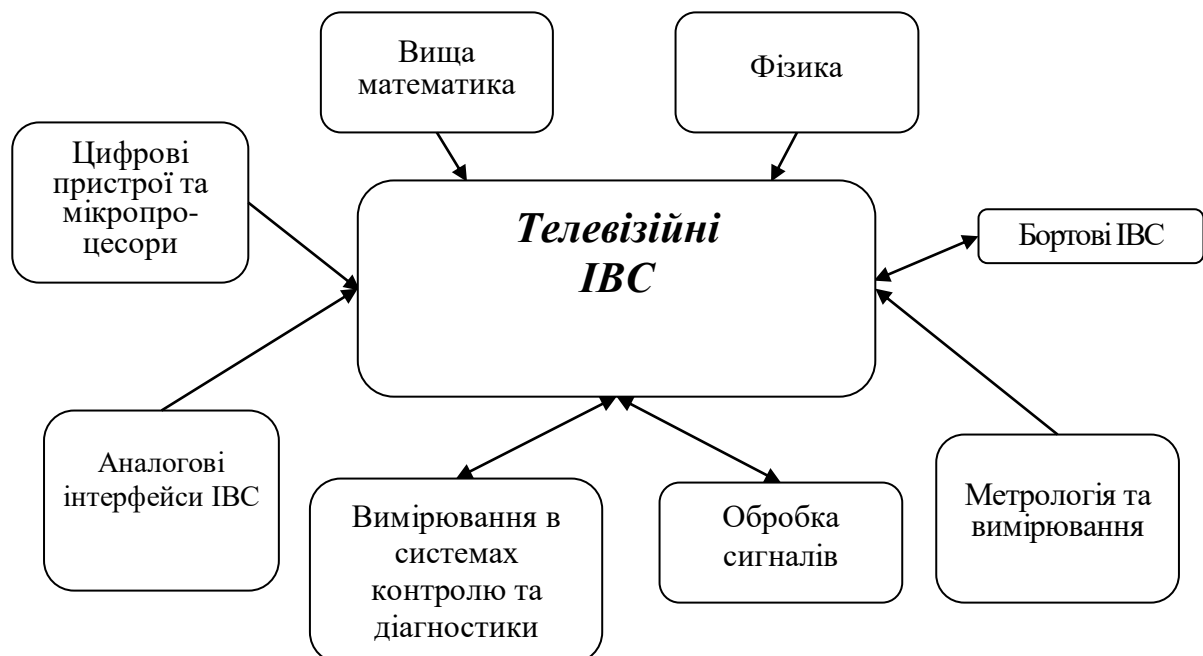 Вища
математика
Фізика
Цифрові
пристрої та
мікропро-
цесори
Телевізійні
ІВС
Бортові ІВС
Аналогові
інтерфейси ІВС
Вимірювання в
системах
контролю та
діагностики
Обробка
сигналів
Метрологія та
вимірювання